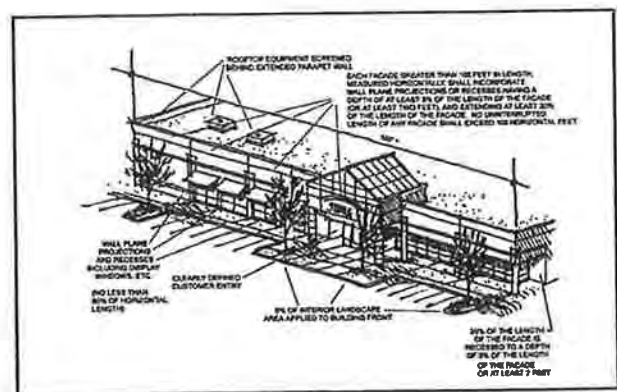 ROOFTOP EQUIPMENT SCREENED
BEHIND EXTENDED PARAPET WALL
EACH FACADE GREATER THAN 100 FEET IN LENGTH,
MEASURED HORIZONTALLY, SHALL INCORPORATE
WALL PLANE PROJECTIONS OR RECESSES HAVING A
DEPTH OF AT LEAST 3% OF THE LENGTH OF THE FACADE
(OR AT LEAST TWO FEET), AND EXTENDING AT LEAST 20%
OF THE LENGTH OF THE FACADE. NO UNINTERRUPTED
LENGTH OF ANY FACADE SHALL EXCEED 100 HORIZONTAL FEET.
WALL PLANE
PROJECTIONS
AND RECESSES
INCLUDING DISPLAY
WINDOWS, ETC.
(NO LESS THAN
60% OF HORIZONTAL
LENGTH)
CLEARLY DEFINED
CUSTOMER ENTRY
5% OF INTERIOR LANDSCAPE
AREA APPLIED TO BUILDING FRONT
20% OF THE LENGTH
OF THE FACADE IS
RECESSED TO A DEPTH
OF 3% OF THE LENGTH
OF THE FACADE
OR AT LEAST 2 FEET